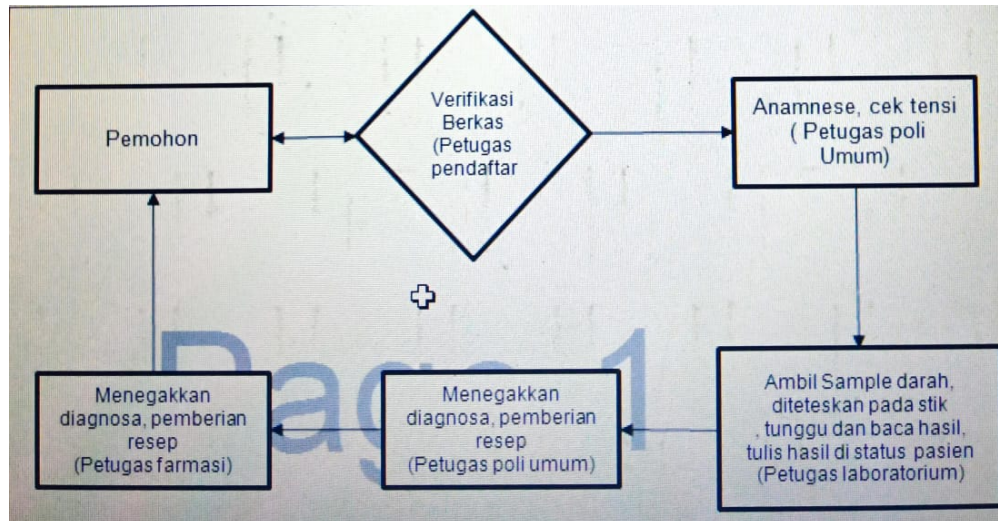 Pemohon
Verifikasi
Berkas
(Petugas
pendaftar
Anamnese, cek tensi
( Petugas poli
Umum)
Ambil Sample darah,
diteteskan pada stik
, tunggu dan baca hasil,
tulis hasil di status pasien
(Petugas laboratorium)
Menegakkan
diagnosa, pemberian
resep
(Petugas poli umum)
Menegakkan
diagnosa, pemberian
resep
(Petugas farmasi)
Page 1